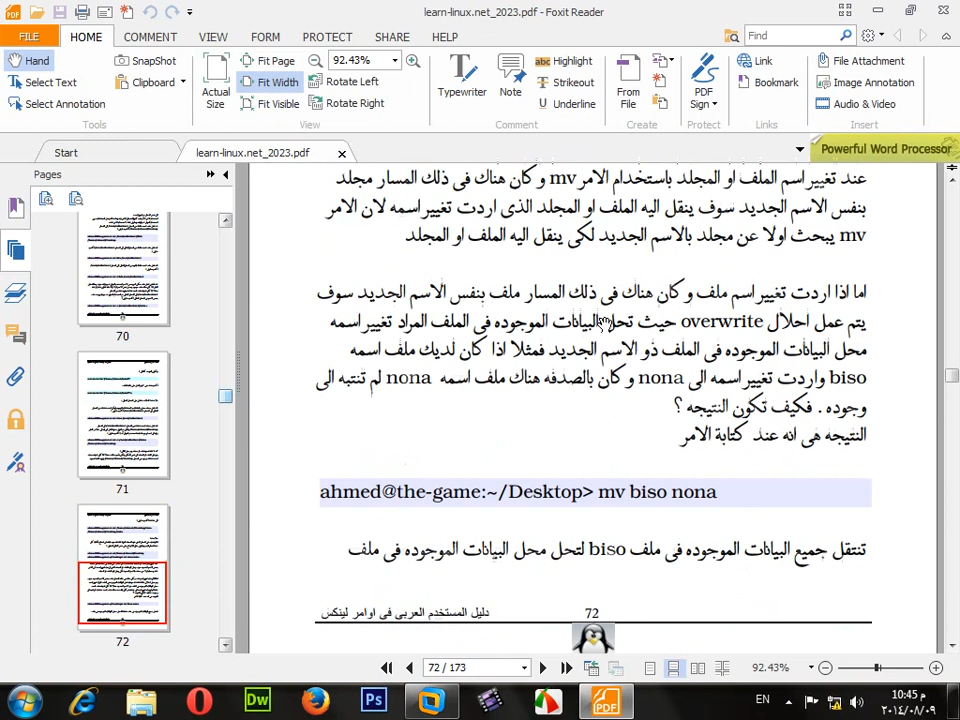 learn-linux.net_2023.pdf - Foxit Reader
FILE HOME COMMENT VIEW FORM PROTECT SHARE HELP Find
Hand SnapShot Fit Page 92.43% Highlight Link File Attachment
Select Text Clipboard Fit Width Rotate Left Strikeout Bookmark Image Annotation
Select Annotation Actual Size Fit Visible Rotate Right Typewriter Note Underline From File PDF Sign Audio & Video
Tools View Comment Create Protect Links Insert
Start learn-linux.net_2023.pdf Powerful Word Processor
Pages
70
71
72
عند تغيير اسم الملف او المجلد باستخدام الامر mv وكان هناك فى ذلك المسار مجلد
بنفس الاسم الجديد سوف ينقل اليه الملف او المجلد الذى اردت تغيير اسمه لان الامر
mv يبحث اولا عن مجلد بالاسم الجديد لكى ينقل اليه الملف او المجلد
اما اذا اردت تغيير اسم ملف وكان هناك فى ذلك المسار ملف بنفس الاسم الجديد سوف
يتم عمل احلال overwrite حيث تحل البيانات الموجوده فى الملف المراد تغيير اسمه
محل البيانات الموجوده فى الملف ذو الاسم الجديد فمثلا اذا كان لديك ملف اسمه
biso واردت تغيير اسمه الى nona وكان بالصدفه هناك ملف اسمه nona لم تنتبه الى
وجوده . فكيف تكون النتيجه ؟
النتيجه هى انه عند كتابة الامر
ahmed@the-game:~/Desktop> mv biso nona
تنتقل جميع البيانات الموجوده فى ملف biso لتحل محل البيانات الموجوده فى ملف
دليل المستخدم العربى فى اوامر لينكس 72
72 / 173 92.43%
Dw Ps PDF EN 10:45 م
٢٠١٤/٠٨/٠٩